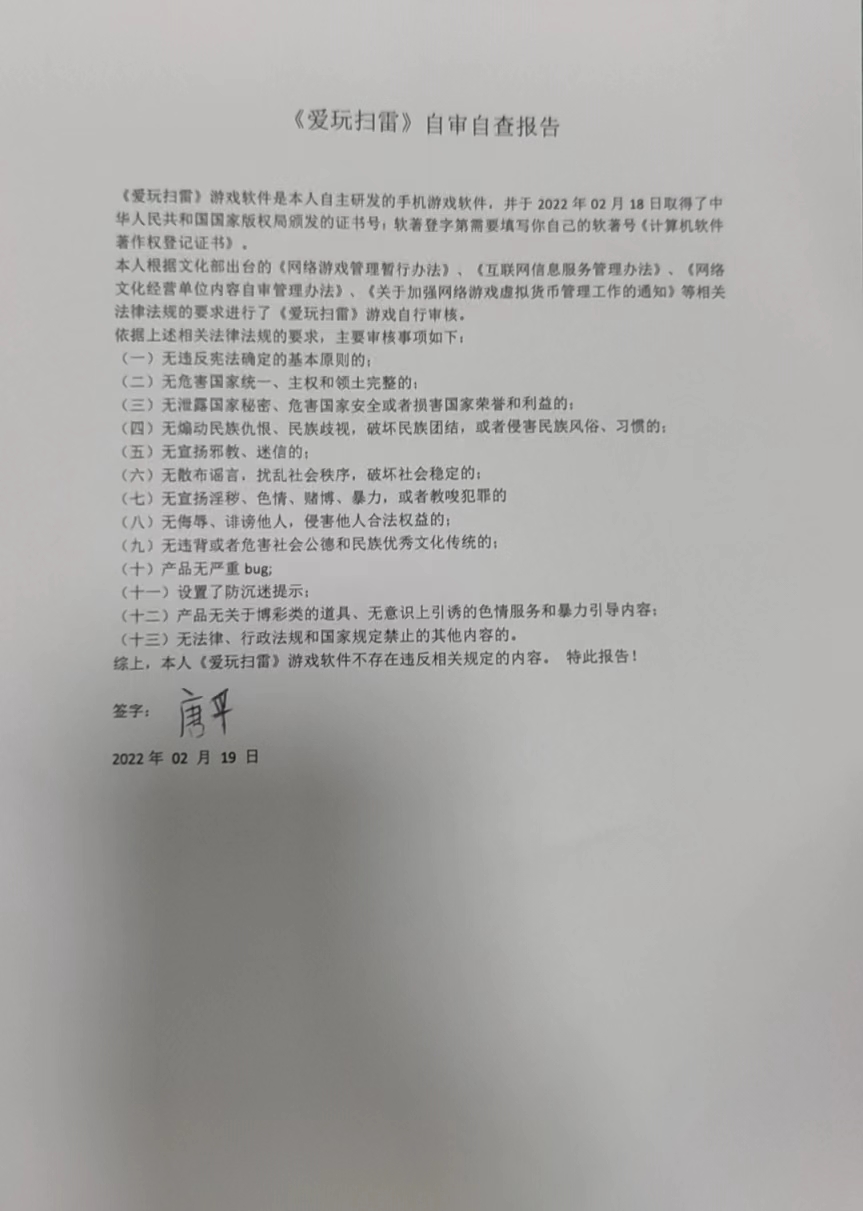 《爱玩扫雷》自审自查报告
《爱玩扫雷》游戏软件是本人自主研发的手机游戏软件，并于 2022 年 02 月 18 日取得了中
华人民共和国国家版权局颁发的证书号：软著登字第需要填写你自己的软著号《计算机软件
著作权登记证书》。
本人根据文化部出台的《网络游戏管理暂行办法》、《互联网信息服务管理办法》、《网络
文化经营单位内容自审管理办法》、《关于加强网络游戏虚拟货币管理工作的通知》等相关
法律法规的要求进行了《爱玩扫雷》游戏自行审核。
依据上述相关法律法规的要求，主要审核事项如下：
（一）无违反宪法确定的基本原则的；
（二）无危害国家统一、主权和领土完整的；
（三）无泄露国家秘密、危害国家安全或者损害国家荣誉和利益的；
（四）无煽动民族仇恨、民族歧视，破坏民族团结，或者侵害民族风俗、习惯的；
（五）无宣扬邪教、迷信的；
（六）无散布谣言，扰乱社会秩序，破坏社会稳定的；
（七）无宣扬淫秽、色情、赌博、暴力，或者教唆犯罪的
（八）无侮辱、诽谤他人，侵害他人合法权益的；
（九）无违背或者危害社会公德和民族优秀文化传统的；
（十）产品无严重 bug;
（十一）设置了防沉迷提示；
（十二）产品无关于博彩类的道具、无意识上引诱的色情服务和暴力引导内容；
（十三）无法律、行政法规和国家规定禁止的其他内容的。
综上，本人《爱玩扫雷》游戏软件不存在违反相关规定的内容。 特此报告！
签字： 唐平
2022 年 02 月 19 日